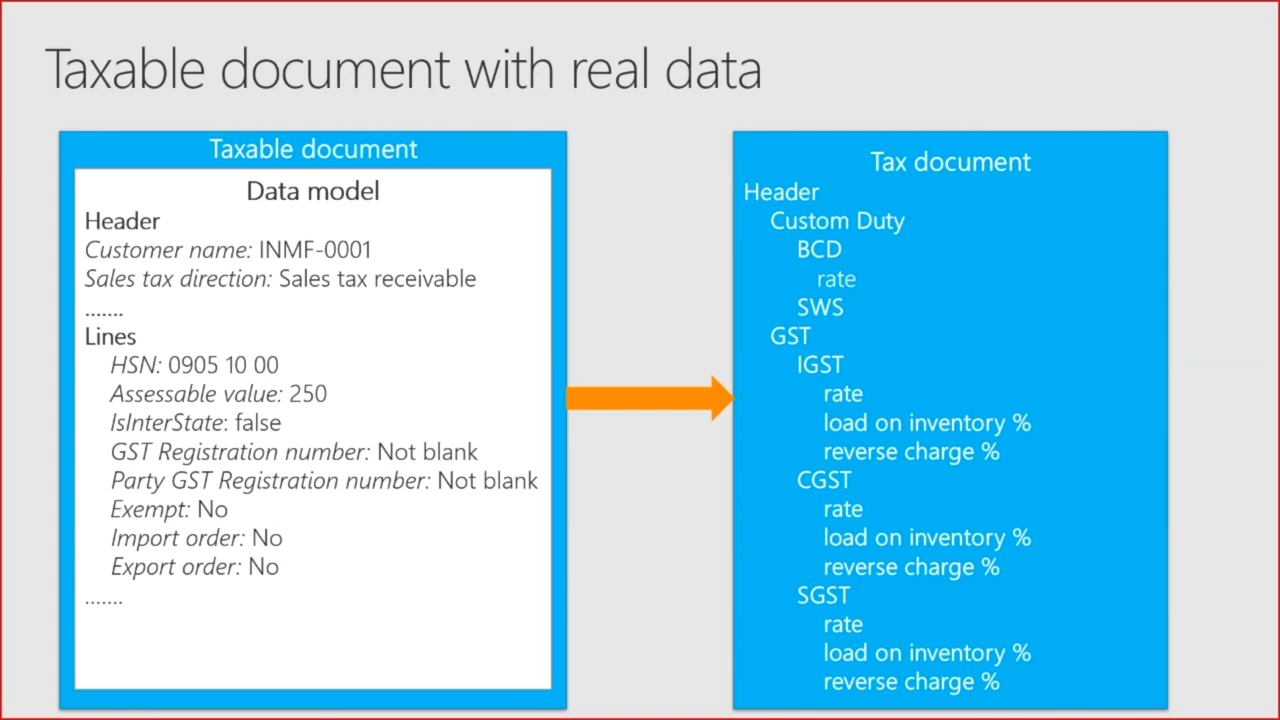 Taxable document with real data
Taxable document
Data model
Header
Customer name: INMF-0001
Sales tax direction: Sales tax receivable
.......
Lines
HSN: 0905 10 00
Assessable value: 250
IsInterState: false
GST Registration number: Not blank
Party GST Registration number: Not blank
Exempt: No
Import order: No
Export order: No
.......
Tax document
Header
Custom Duty
BCD
rate
SWS
GST
IGST
rate
load on inventory %
reverse charge %
CGST
rate
load on inventory %
reverse charge %
SGST
rate
load on inventory %
reverse charge %